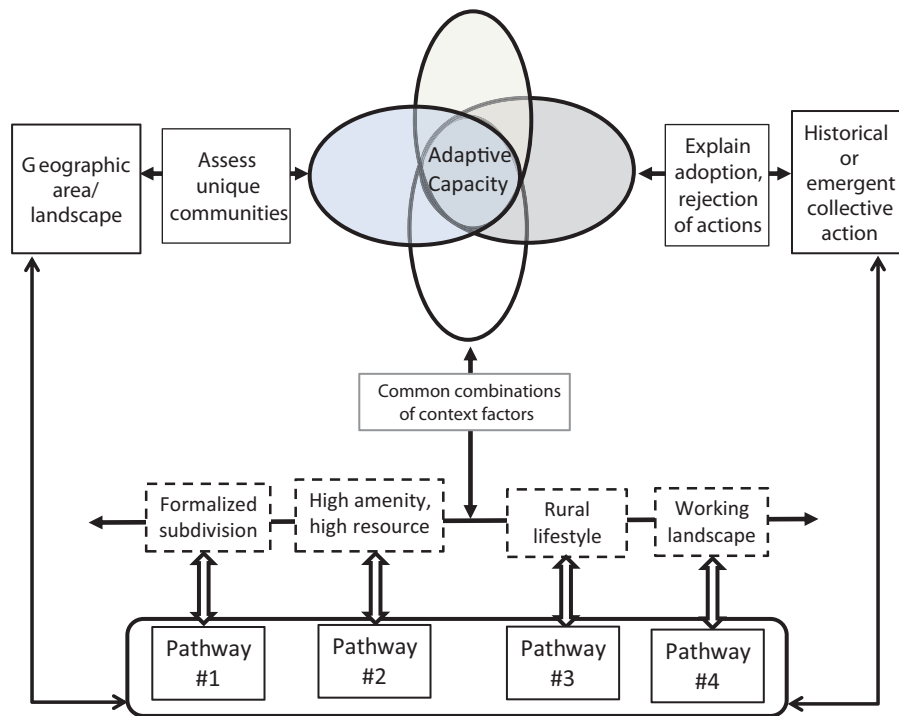 Geographic
area/
landscape
Assess
unique
communities
Adaptive
Capacity
Explain
adoption,
rejection
of actions
Historical
or
emergent
collective
action
Common combinations
of context factors
Formalized
subdivision
High amenity,
high resource
Rural
lifestyle
Working
landscape
Pathway
#1
Pathway
#2
Pathway
#3
Pathway
#4